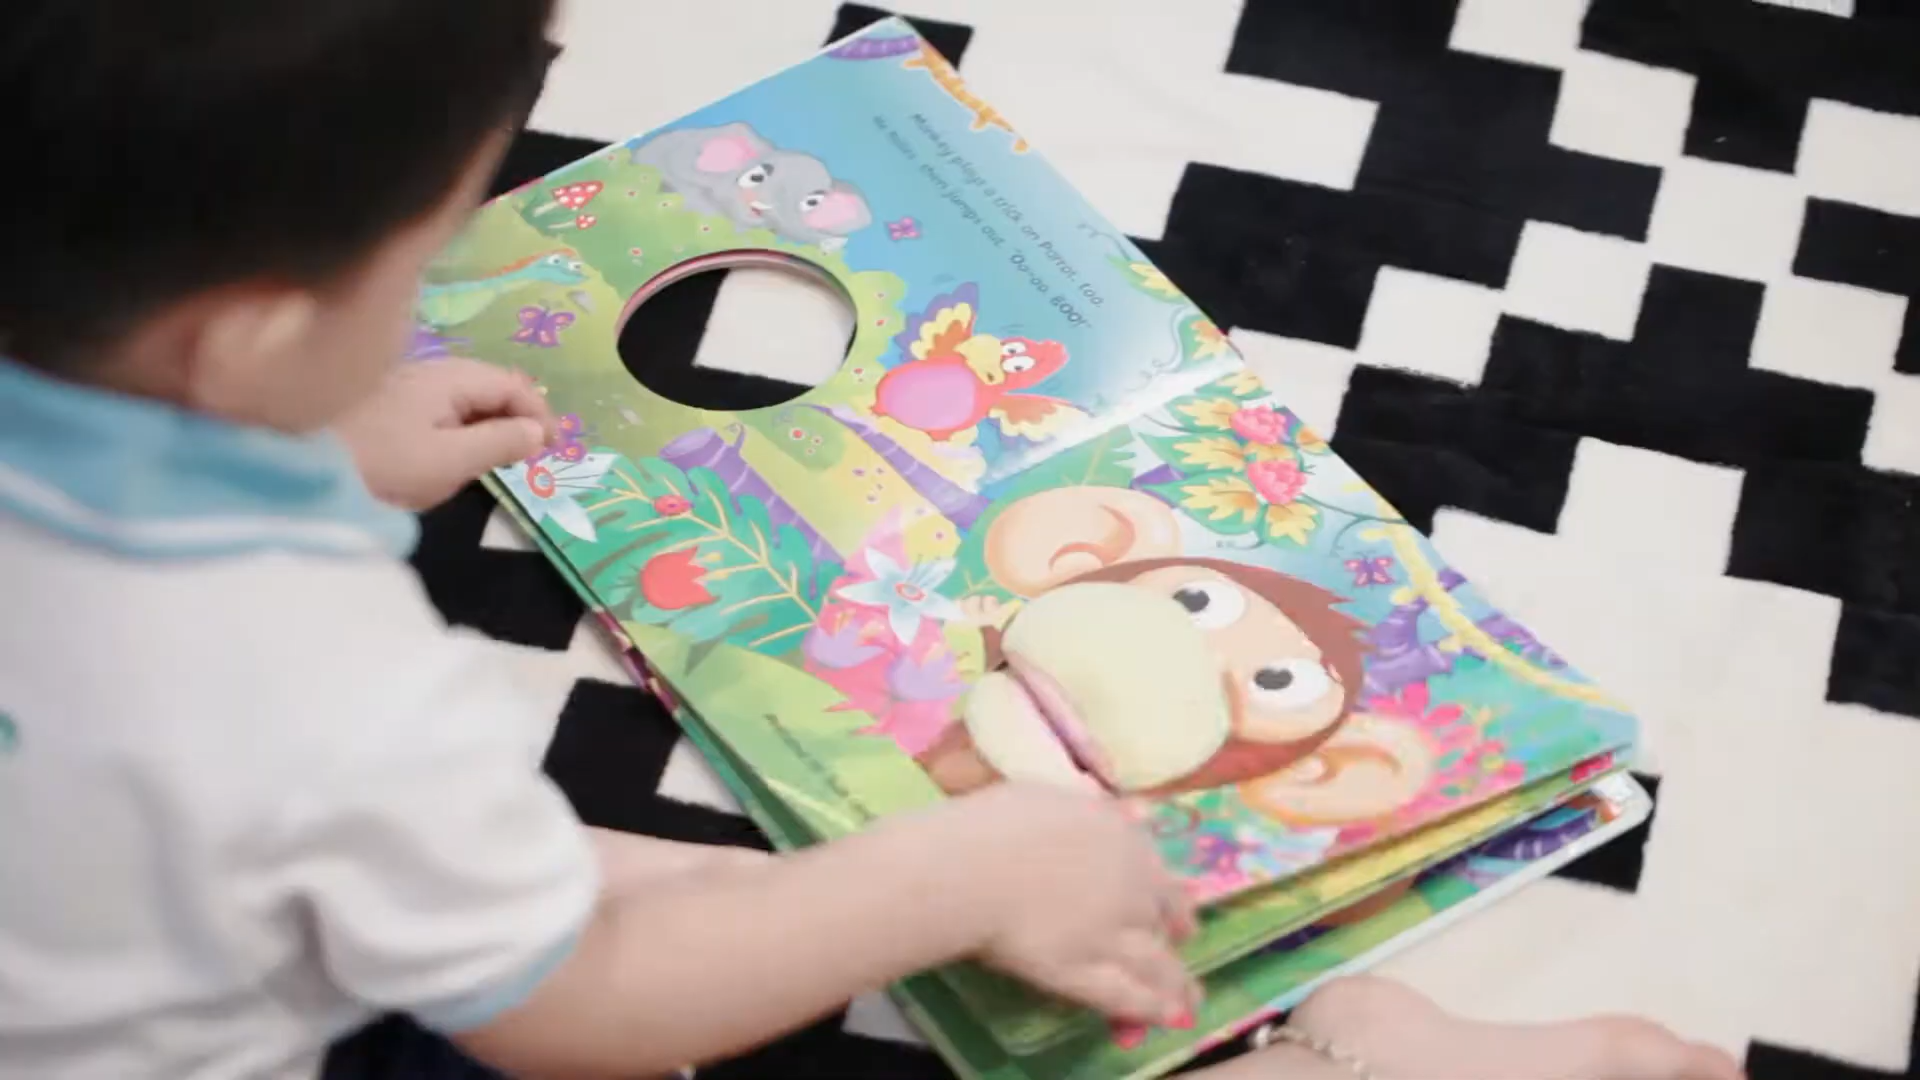 Monkey plays a trick on Parrot, too.
He hides, then jumps out. "Oo-oo, BOO!"